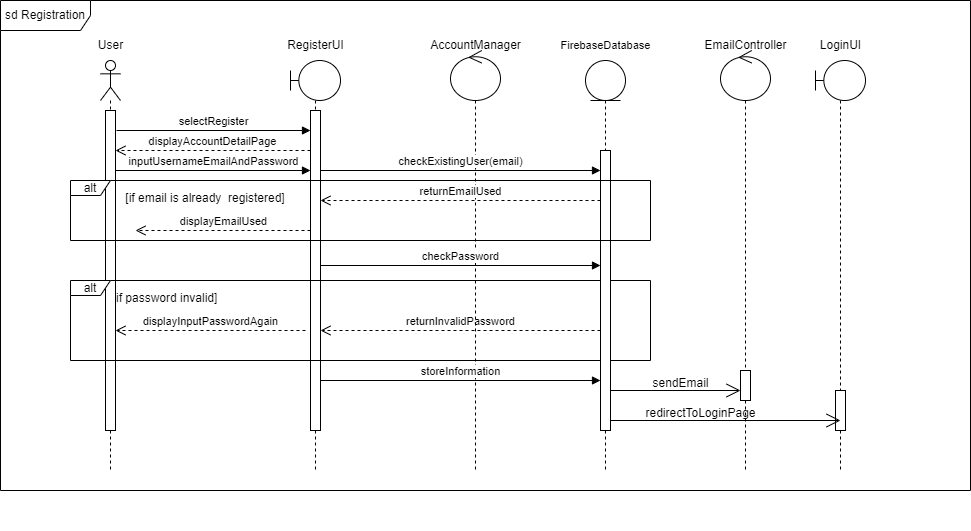 sd Registration
User
RegisterUI
AccountManager
FirebaseDatabase
EmailController
LoginUI
selectRegister
displayAccountDetailPage
inputUsernameEmailAndPassword
checkExistingUser(email)
alt
[if email is already registered]
returnEmailUsed
displayEmailUsed
checkPassword
alt
if password invalid]
displayInputPasswordAgain
returnInvalidPassword
storeInformation
sendEmail
redirectToLoginPage